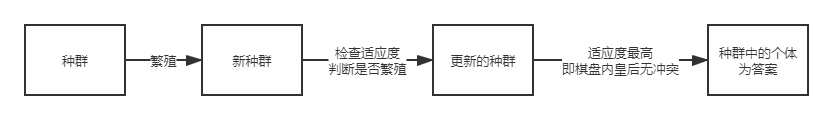 种群
繁殖
新种群
检查适应度
判断是否繁殖
更新的种群
适应度最高
即棋盘内皇后无冲突
种群中的个体
为答案